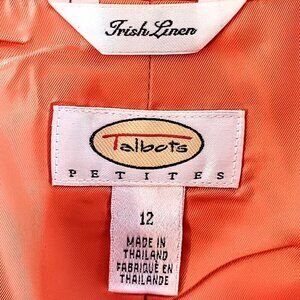 Irish Linen
Talbots
PETITES
12
MADE IN
THAILAND
FABRIQUÉ EN
THAILANDE